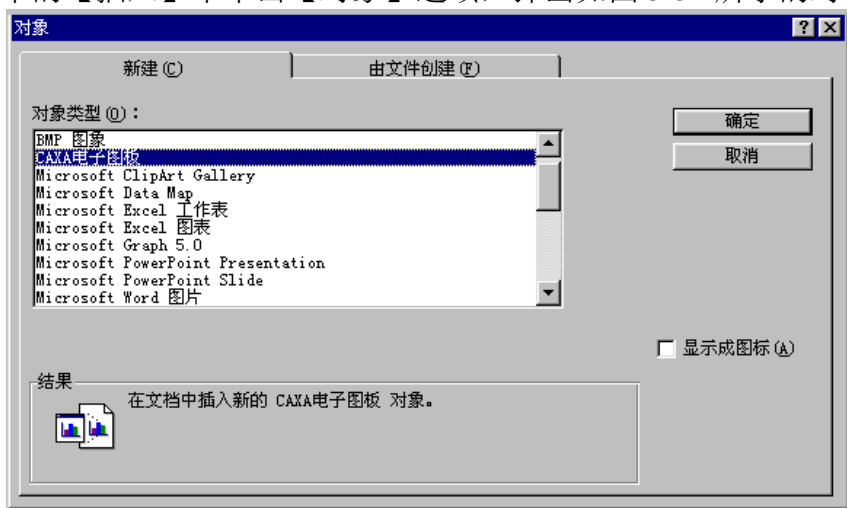 对象
新建(C)
由文件创建(F)
对象类型(O)：
BMP 图象
CAXA电子图板
Microsoft ClipArt Gallery
Microsoft Data Map
Microsoft Excel 工作表
Microsoft Excel 图表
Microsoft Graph 5.0
Microsoft PowerPoint Presentation
Microsoft PowerPoint Slide
Microsoft Word 图片
确定
取消
显示成图标(A)
结果
在文档中插入新的 CAXA电子图板 对象。